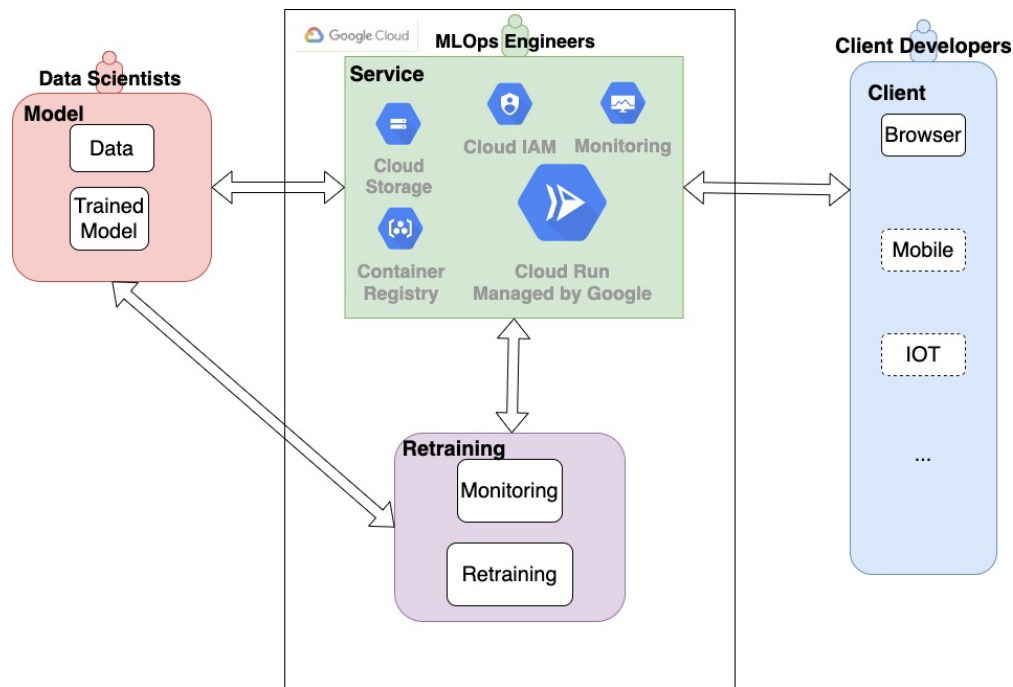 Google Cloud
MLOps Engineers
Client Developers
Data Scientists
Model
Data
Trained
Model
Service
Cloud
Storage
Cloud IAM
Monitoring
Container
Registry
Cloud Run
Managed by Google
Client
Browser
Mobile
IOT
...
Retraining
Monitoring
Retraining